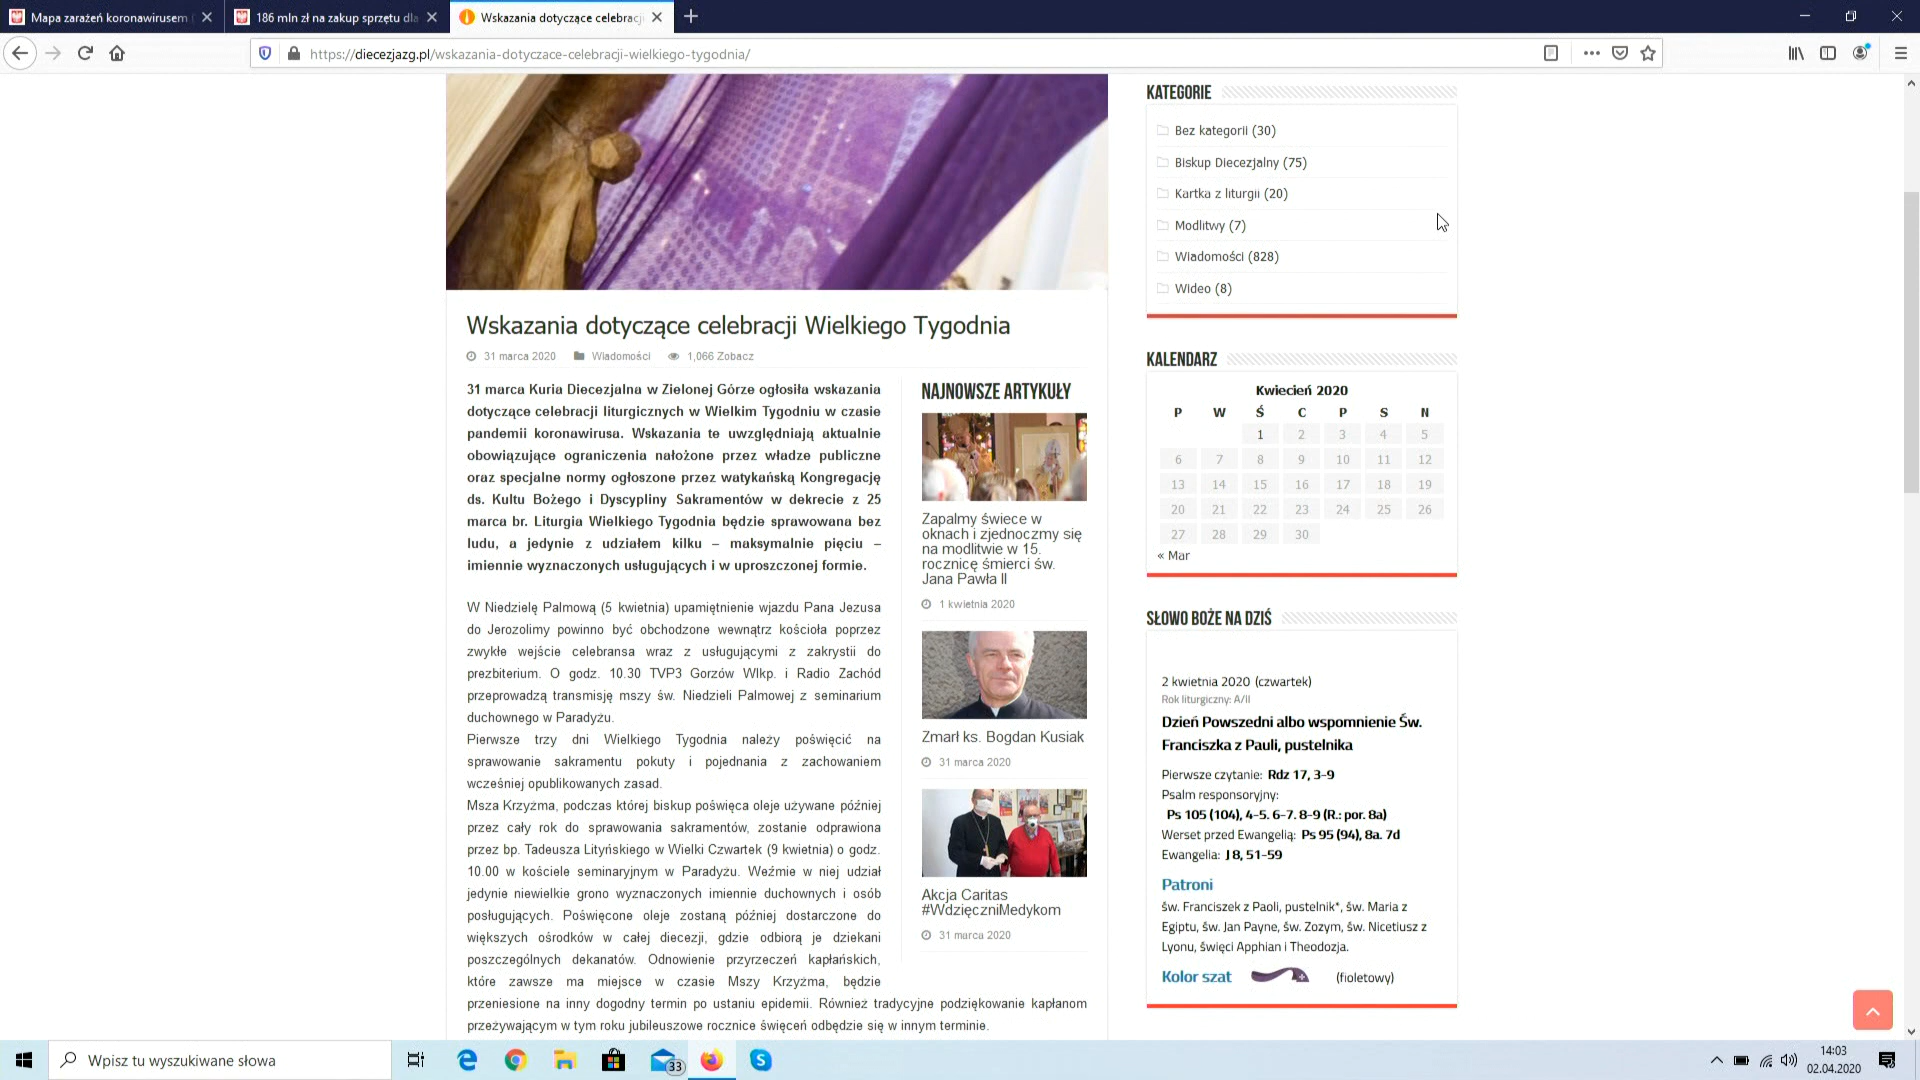 Mapa zarażeń koronawirusem
186 mln zł na zakup sprzętu dla
Wskazania dotyczące celebracji
https://diecezjazg.pl/wskazania-dotyczace-celebracji-wielkiego-tygodnia/
Wskazania dotyczące celebracji Wielkiego Tygodnia
31 marca 2020 Wiadomości 1,066 Zobacz
31 marca Kuria Diecezjalna w Zielonej Górze ogłosiła wskazania
dotyczące celebracji liturgicznych w Wielkim Tygodniu w czasie
pandemii koronawirusa. Wskazania te uwzględniają aktualnie
obowiązujące ograniczenia nałożone przez władze publiczne
oraz specjalne normy ogłoszone przez watykańską Kongregację
ds. Kultu Bożego i Dyscypliny Sakramentów w dekrecie z 25
marca br. Liturgia Wielkiego Tygodnia będzie sprawowana bez
ludu, a jedynie z udziałem kilku – maksymalnie pięciu –
imiennie wyznaczonych usługujących i w uproszczonej formie.
W Niedzielę Palmową (5 kwietnia) upamiętnienie wjazdu Pana Jezusa
do Jerozolimy powinno być obchodzone wewnątrz kościoła poprzez
zwykłe wejście celebransa wraz z usługującymi z zakrystii do
prezbiterium. O godz. 10.30 TVP3 Gorzów Wlkp. i Radio Zachód
przeprowadzą transmisję mszy św. Niedzieli Palmowej z seminarium
duchownego w Paradyżu.
Pierwsze trzy dni Wielkiego Tygodnia należy poświęcić na
sprawowanie sakramentu pokuty i pojednania z zachowaniem
wcześniej opublikowanych zasad.
Msza Krzyżma, podczas której biskup poświęca oleje używane później
przez cały rok do sprawowania sakramentów, zostanie odprawiona
przez bp. Tadeusza Lityńskiego w Wielki Czwartek (9 kwietnia) o godz.
10.00 w kościele seminaryjnym w Paradyżu. Weźmie w niej udział
jedynie niewielkie grono wyznaczonych imiennie duchownych i osób
posługujących. Poświęcone oleje zostaną później dostarczone do
większych ośrodków w całej diecezji, gdzie odbiorą je dziekani
poszczególnych dekanatów. Odnowienie przyrzeczeń kapłańskich,
które zawsze ma miejsce w czasie Mszy Krzyżma, będzie
przeniesione na inny dogodny termin po ustaniu epidemii. Również tradycyjne podziękowanie kapłanom
przeżywającym w tym roku jubileuszowe rocznice święceń odbędzie się w innym terminie.
NAJNOWSZE ARTYKUŁY
Zapalmy świece w
oknach i zjednoczmy się
na modlitwie w 15.
rocznicę śmierci św.
Jana Pawła II
1 kwietnia 2020
Zmarł ks. Bogdan Kusiak
31 marca 2020
Akcja Caritas
#WdzięczniMedykom
31 marca 2020
KATEGORIE
Bez kategorii (30)
Biskup Diecezjalny (75)
Kartka z liturgii (20)
Modlitwy (7)
Wiadomości (828)
Wideo (8)
KALENDARZ
Kwiecień 2020
P W Ś C P S N
1 2 3 4 5
6 7 8 9 10 11 12
13 14 15 16 17 18 19
20 21 22 23 24 25 26
27 28 29 30
« Mar
SŁOWO BOŻE NA DZIŚ
2 kwietnia 2020 (czwartek)
Rok liturgiczny: A/II
Dzień Powszedni albo wspomnienie Św.
Franciszka z Pauli, pustelnika
Pierwsze czytanie: Rdz 17, 3-9
Psalm responsoryjny:
Ps 105 (104), 4-5. 6-7. 8-9 (R.: por. 8a)
Werset przed Ewangelią: Ps 95 (94), 8a. 7d
Ewangelia: J 8, 51-59
Patroni
św. Franciszek z Paoli, pustelnik*, św. Maria z
Egiptu, św. Jan Payne, św. Zozym, św. Nicetiusz z
Lyonu, święci Apphian i Theodozja.
Kolor szat (fioletowy)
Wpisz tu wyszukiwane słowa
33
14:03
02.04.2020